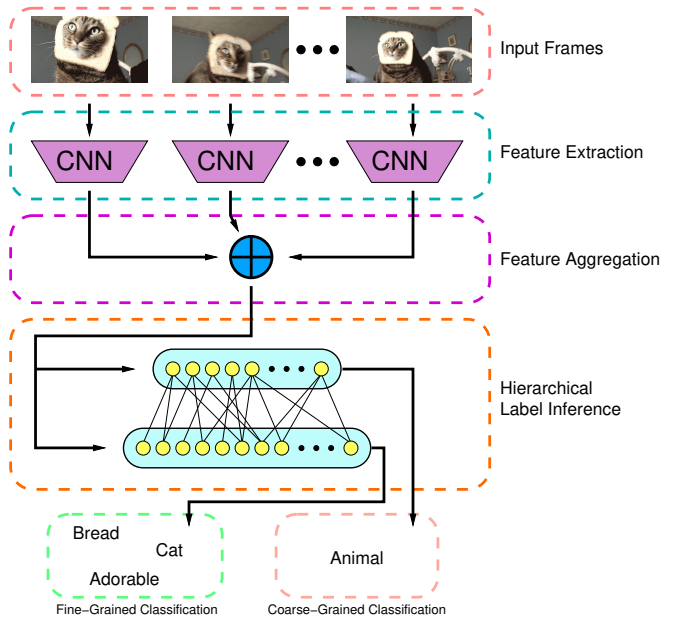 Input Frames
CNN CNN CNN
Feature Extraction
Feature Aggregation
Hierarchical
Label Inference
Bread
Cat
Adorable
Animal
Fine−Grained Classification
Coarse−Grained Classification